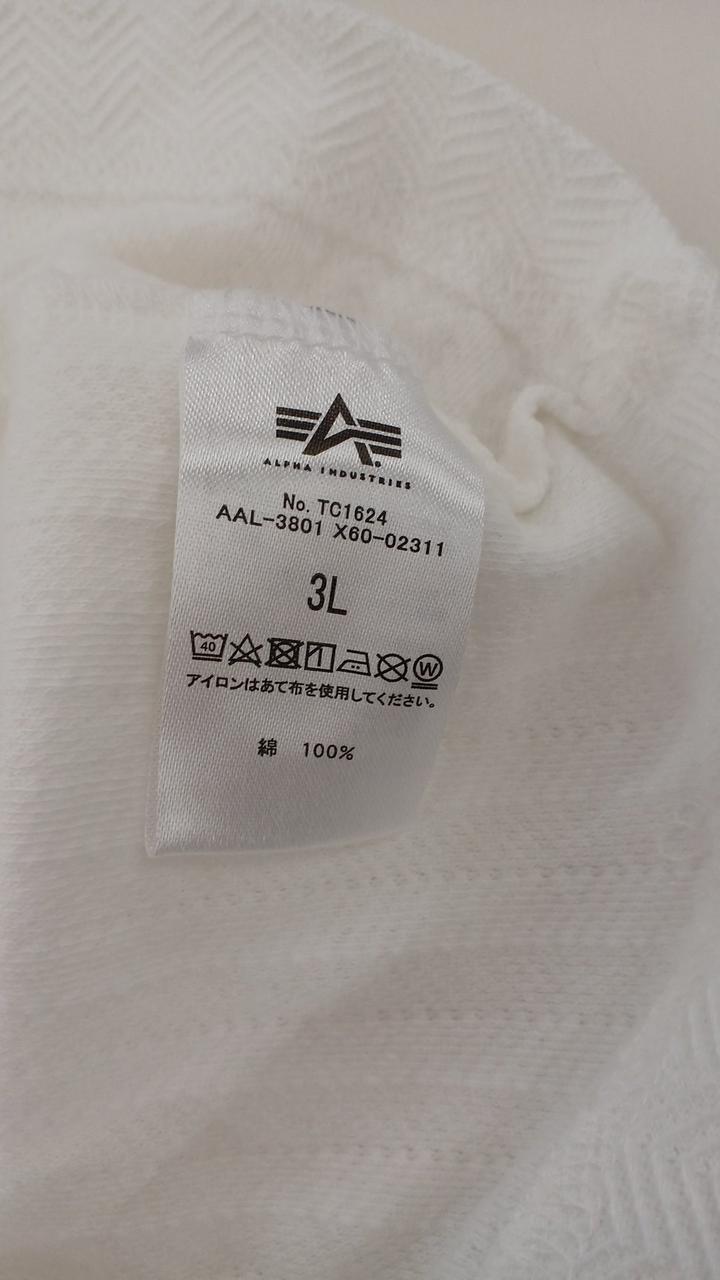 ALPHA INDUSTRIES
No. TC1624
AAL-3801 X60-02311
3L
40 W
アイロンはあて布を使用してください。
綿 100%